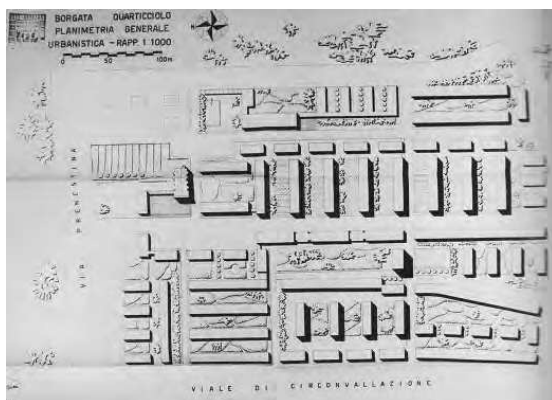 BORGATA QUARTICCIOLO
PLANIMETRIA GENERALE
URBANISTICA - RAPP. 1:1000
0 50 100m
N
VIA PRENESTINA
VIALE DI CIRCONVALLAZIONE